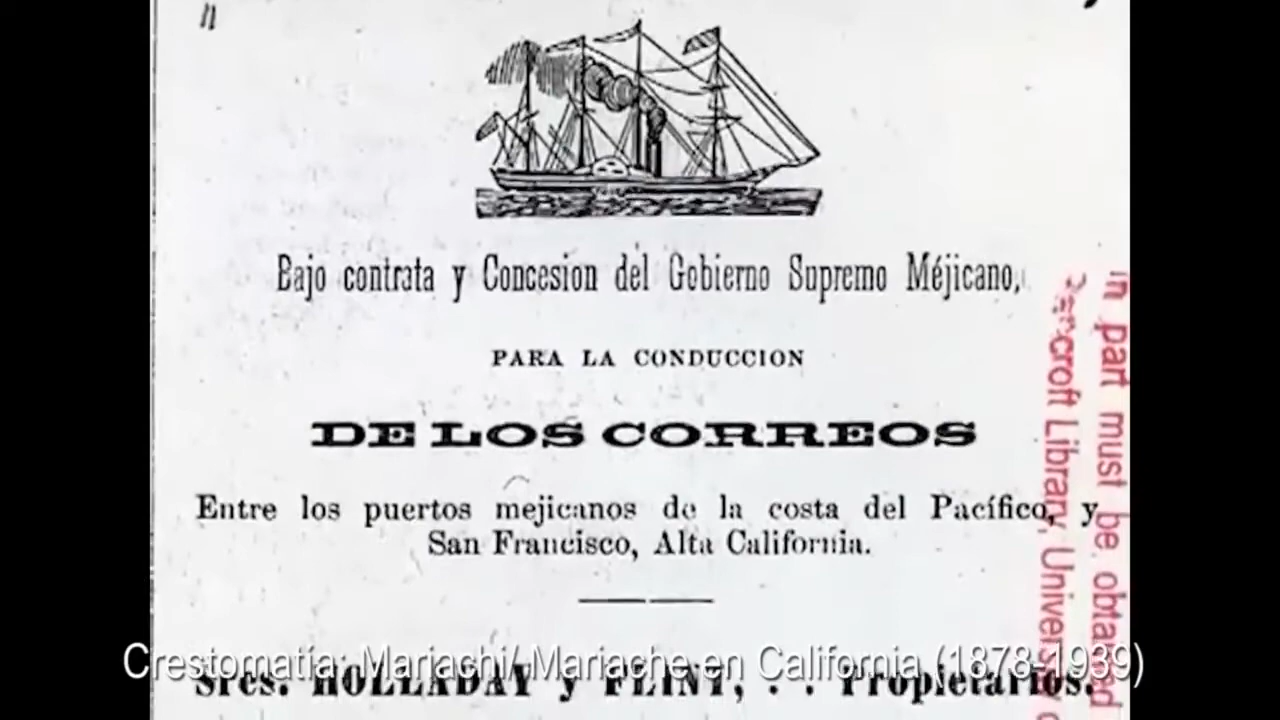 Bajo contrata y Concesion del Gobierno Supremo Méjicano,
PARA LA CONDUCCION
DE LOS CORREOS
Entre los puertos mejicanos de la costa del Pacífico, y
San Francisco, Alta California.
Sres. HOLLADAY y FLINT, . . Propietarios.
Crestomatía: Mariachi/ Mariache en California (1878-1939)
in part must be obtained
Bancroft Library, University